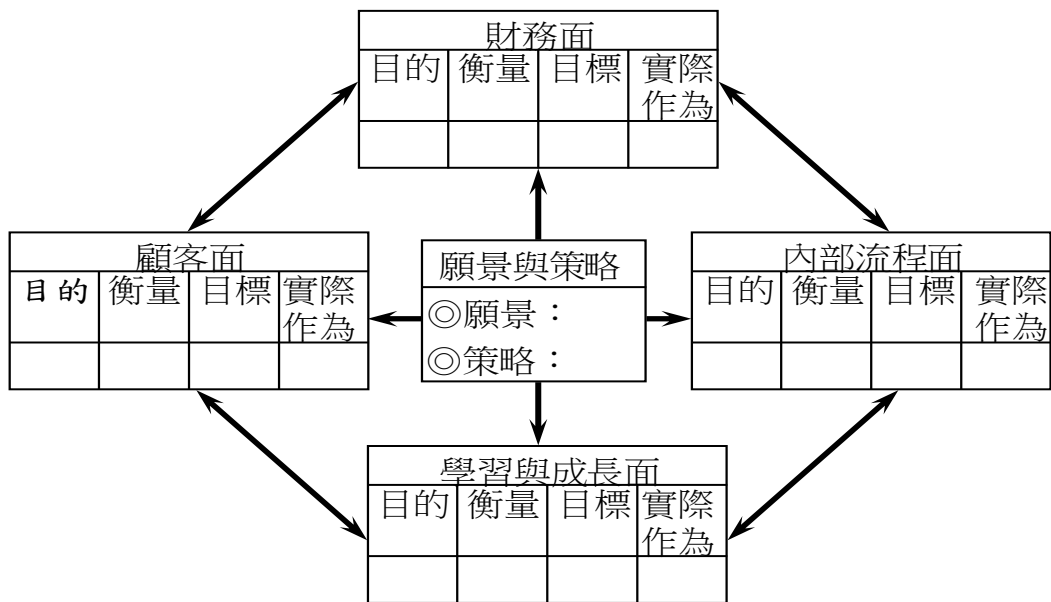 財務面
目的 衡量 目標 實際
作為
顧客面
目的 衡量 目標 實際
作為
願景與策略
◎願景：
◎策略：
內部流程面
目的 衡量 目標 實際
作為
學習與成長面
目的 衡量 目標 實際
作為